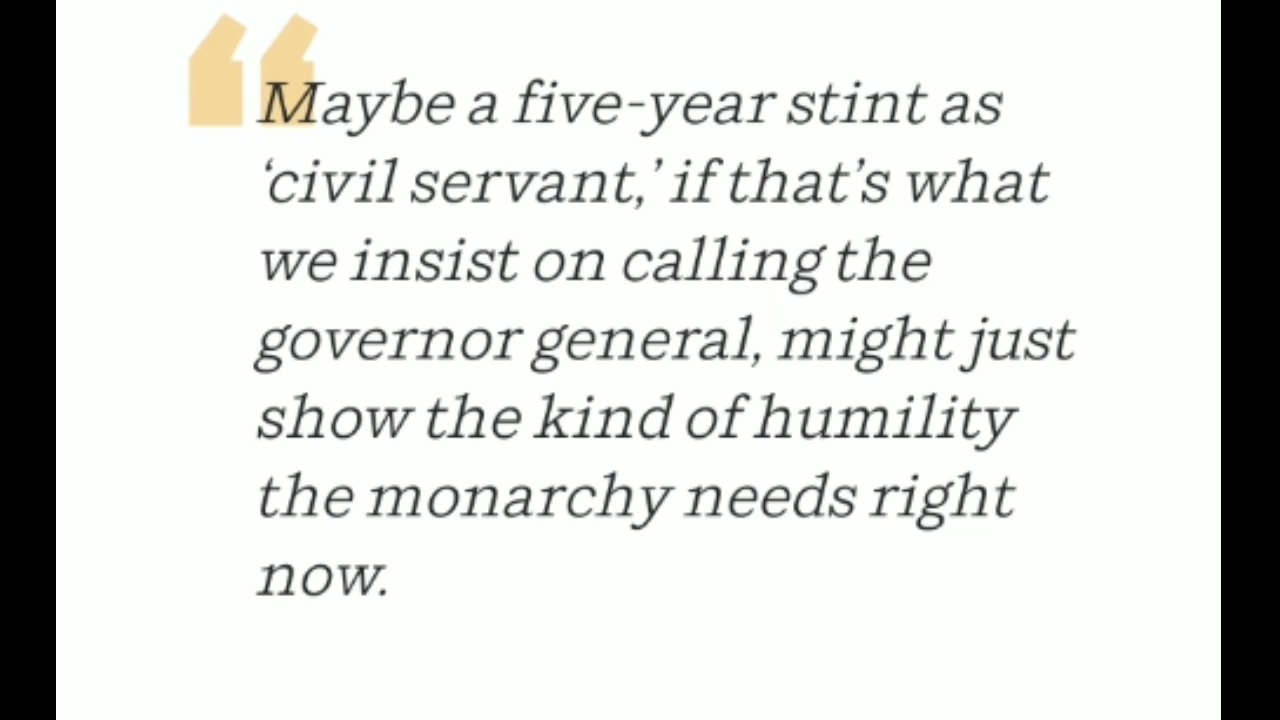 “
Maybe a five-year stint as
‘civil servant,’ if that’s what
we insist on calling the
governor general, might just
show the kind of humility
the monarchy needs right
now.